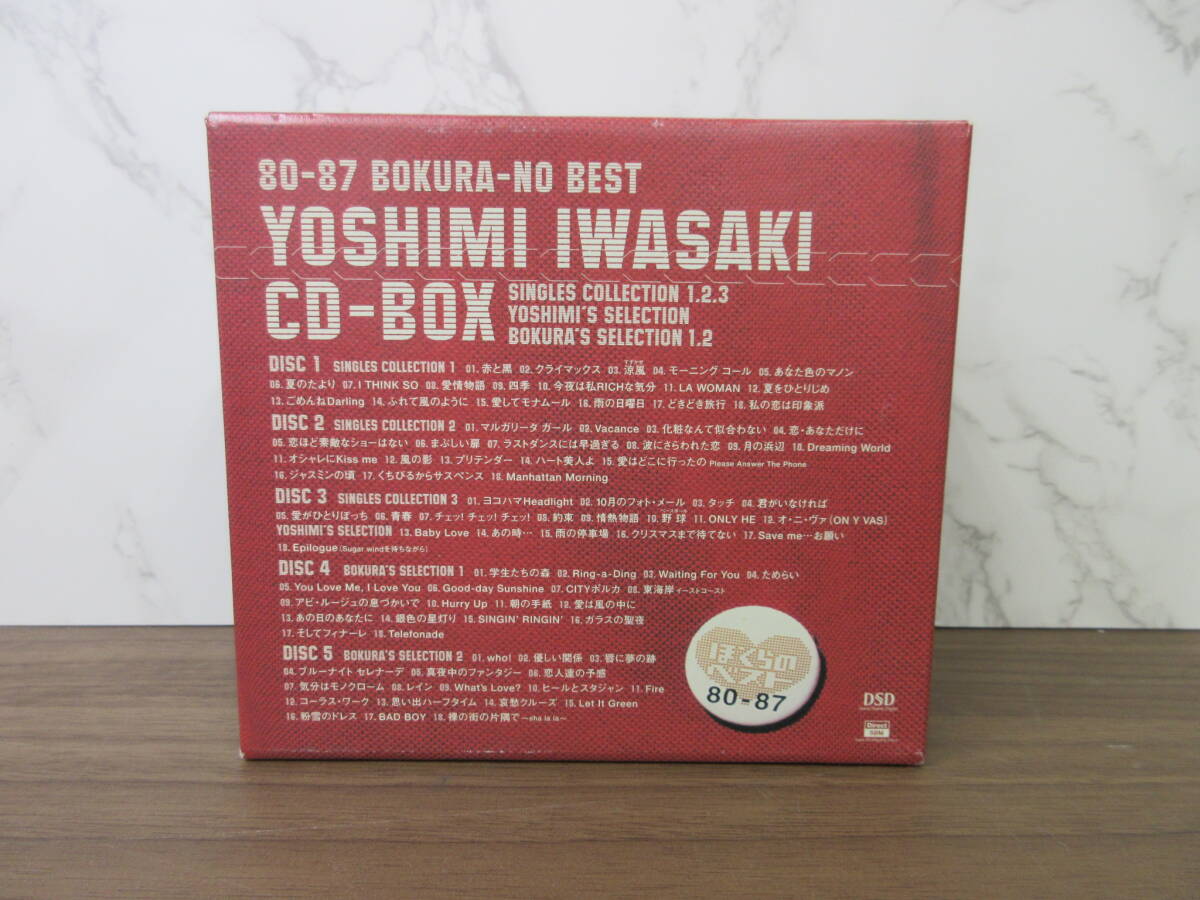 80-87 BOKURA-NO BEST
YOSHIMI IWASAKI
CD-BOX
SINGLES COLLECTION 1.2.3
YOSHIMI'S SELECTION
BOKURA'S SELECTION 1.2
DISC 1 SINGLES COLLECTION 1 01.赤と黒 02.クライマックス 03.涼風 04.モーニング コール 05.あなた色のマノン
06.夏のたより 07.I THINK SO 08.愛情物語 09.四季 10.今夜は私RICHな気分 11.LA WOMAN 12.夏をひとりじめ
13.ごめんねDarling 14.ふれて風のように 15.愛してモナムール 16.雨の日曜日 17.どきどき旅行 18.私の恋は印象派
DISC 2 SINGLES COLLECTION 2 01.マルガリータ ガール 02.Vacance 03.化粧なんて似合わない 04.恋・あなただけに
05.恋ほど素敵なショーはない 06.まぶしい扉 07.ラストダンスには早過ぎる 08.波にさらわれた恋 09.月の浜辺 10.Dreaming World
11.オシャレにKiss me 12.風の影 13.プリテンダー 14.ハート美人よ 15.愛はどこに行ったの Please Answer The Phone
16.ジャスミンの頃 17.くちびるからサスペンス 18.Manhattan Morning
DISC 3 SINGLES COLLECTION 3 01.ヨコハマHeadlight 02.10月のフォト・メール 03.タッチ 04.君がいなければ
05.愛がひとりぼっち 06.青春 07.チェッ!チェッ!チェッ! 08.約束 09.情熱物語 10.野球 11.ONLY HE 12.オ・ニ・ヴァ(ON Y VAS)
YOSHIMI'S SELECTION 13.Baby Love 14.あの時… 15.雨の停車場 16.クリスマスまで待てない 17.Save me…お願い
18.Epilogue(Sugar windを待ちながら)
DISC 4 BOKURA'S SELECTION 1 01.学生たちの森 02.Ring-a-Ding 03.Waiting For You 04.ためらい
05.You Love Me, I Love You 06.Good-day Sunshine 07.CITYポルカ 08.東海岸イーストコースト
09.アビ・ルージュの息づかいで 10.Hurry Up 11.朝の手紙 12.愛は風の中に
13.あの日のあなたに 14.銀色の星灯り 15.SINGIN' RINGIN' 16.ガラスの聖夜
17.そしてフィナーレ 18.Telefonade
DISC 5 BOKURA'S SELECTION 2 01.who! 02.優しい関係 03.唇に夢の跡
04.ブルーナイト セレナーデ 05.真夜中のファンタジー 06.恋人達の予感
07.気分はモノクローム 08.レイン 09.What's Love? 10.ヒールとスタジャン 11.Fire
12.コーラス・ワーク 13.思い出ハーフタイム 14.哀愁クルーズ 15.Let It Green
16.粉雪のドレス 17.BAD BOY 18.裸の街の片隅で〜sha la la〜
ぼくらの
ベスト
80-87
DSD
Direct
SBM